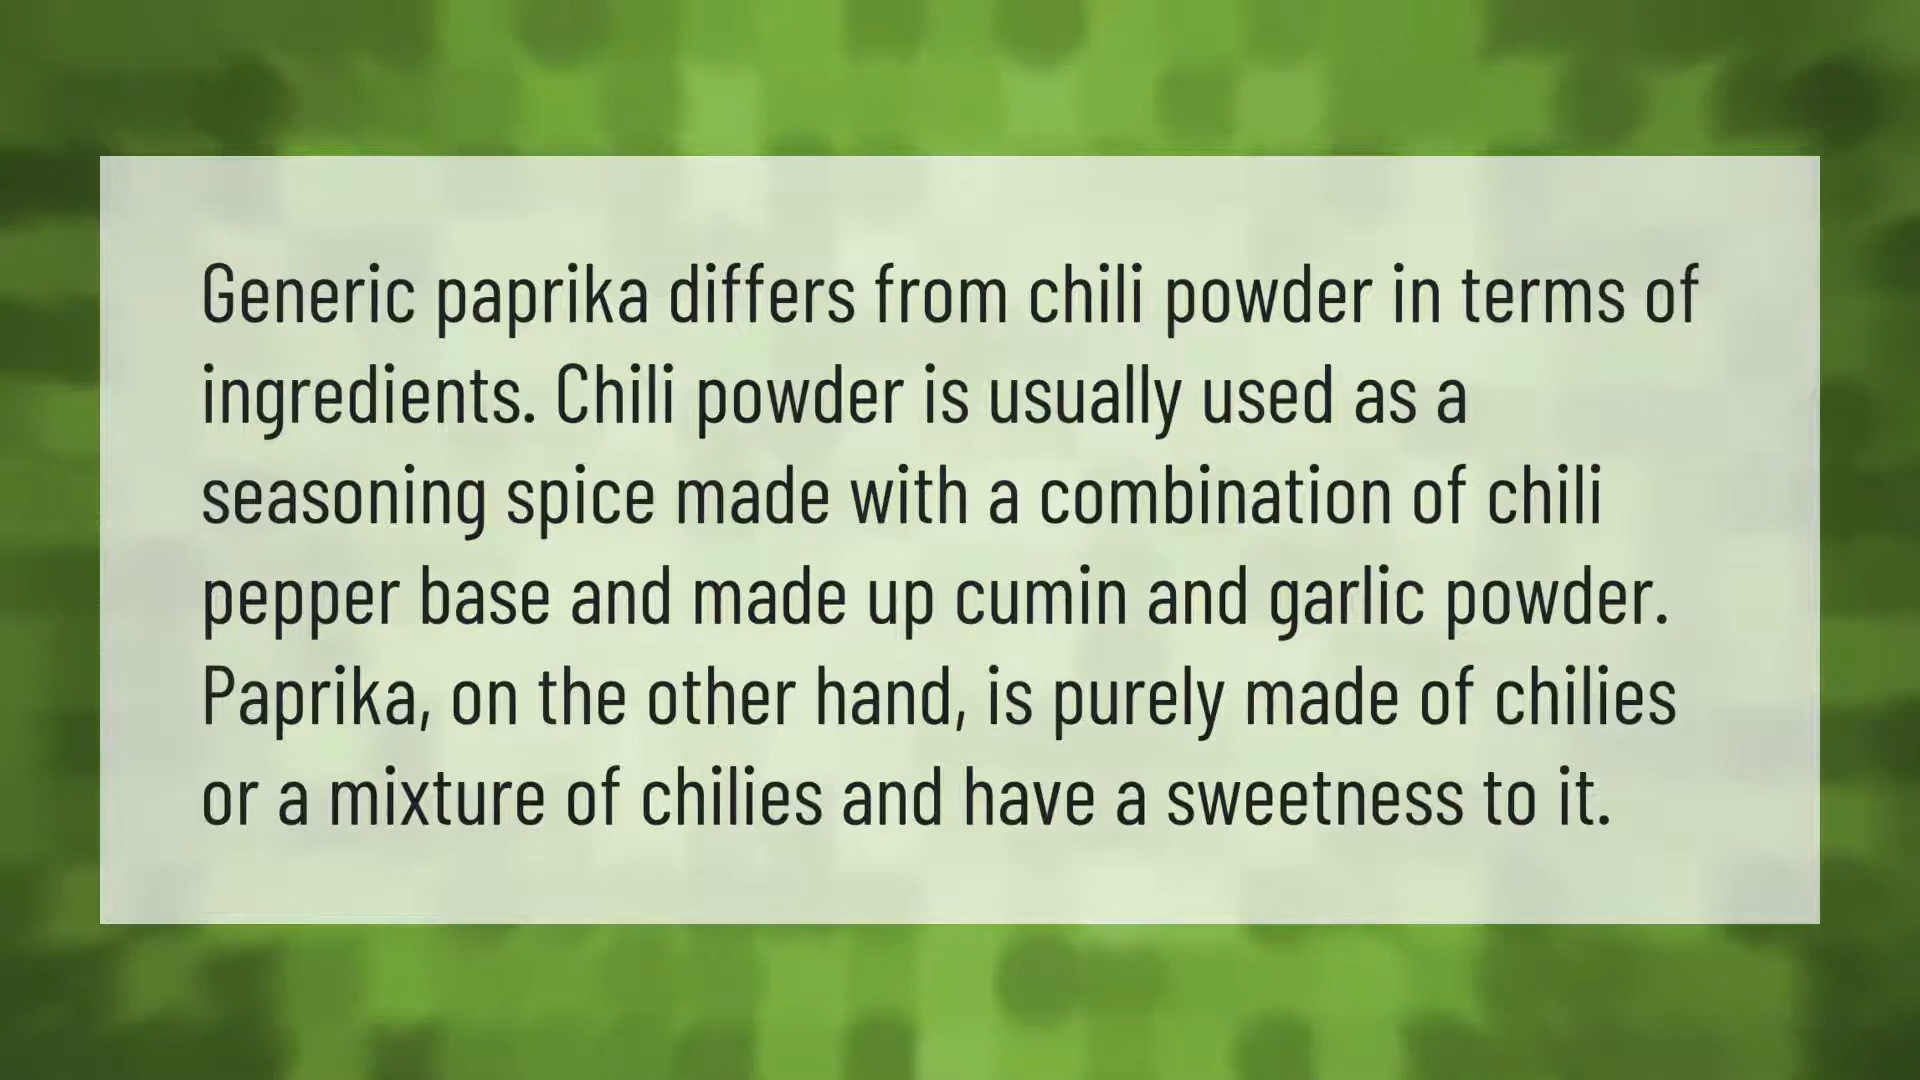 Generic paprika differs from chili powder in terms of
ingredients. Chili powder is usually used as a
seasoning spice made with a combination of chili
pepper base and made up cumin and garlic powder.
Paprika, on the other hand, is purely made of chilies
or a mixture of chilies and have a sweetness to it.